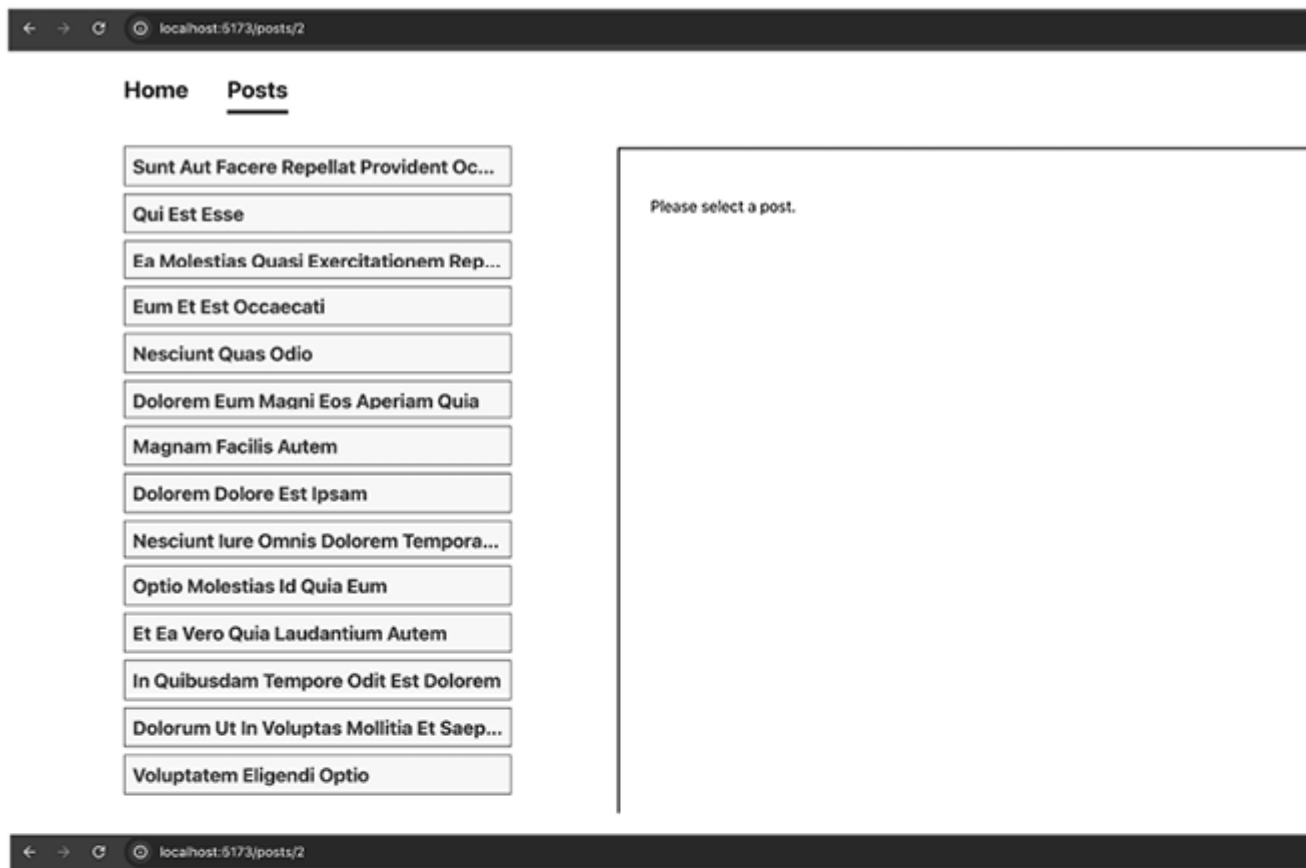 localhost:5173/posts/2
Home Posts
Sunt Aut Facere Repellat Provident Oc...
Qui Est Esse
Ea Molestias Quasi Exercitationem Rep...
Eum Et Est Occaecati
Nesciunt Quas Odio
Dolorem Eum Magni Eos Aperiam Quia
Magnam Facilis Autem
Dolorem Dolore Est Ipsam
Nesciunt Iure Omnis Dolorem Tempora...
Optio Molestias Id Quia Eum
Et Ea Vero Quia Laudantium Autem
In Quibusdam Tempore Odit Est Dolorem
Dolorum Ut In Voluptas Mollitia Et Saep...
Voluptatem Eligendi Optio
Please select a post.
localhost:5173/posts/2